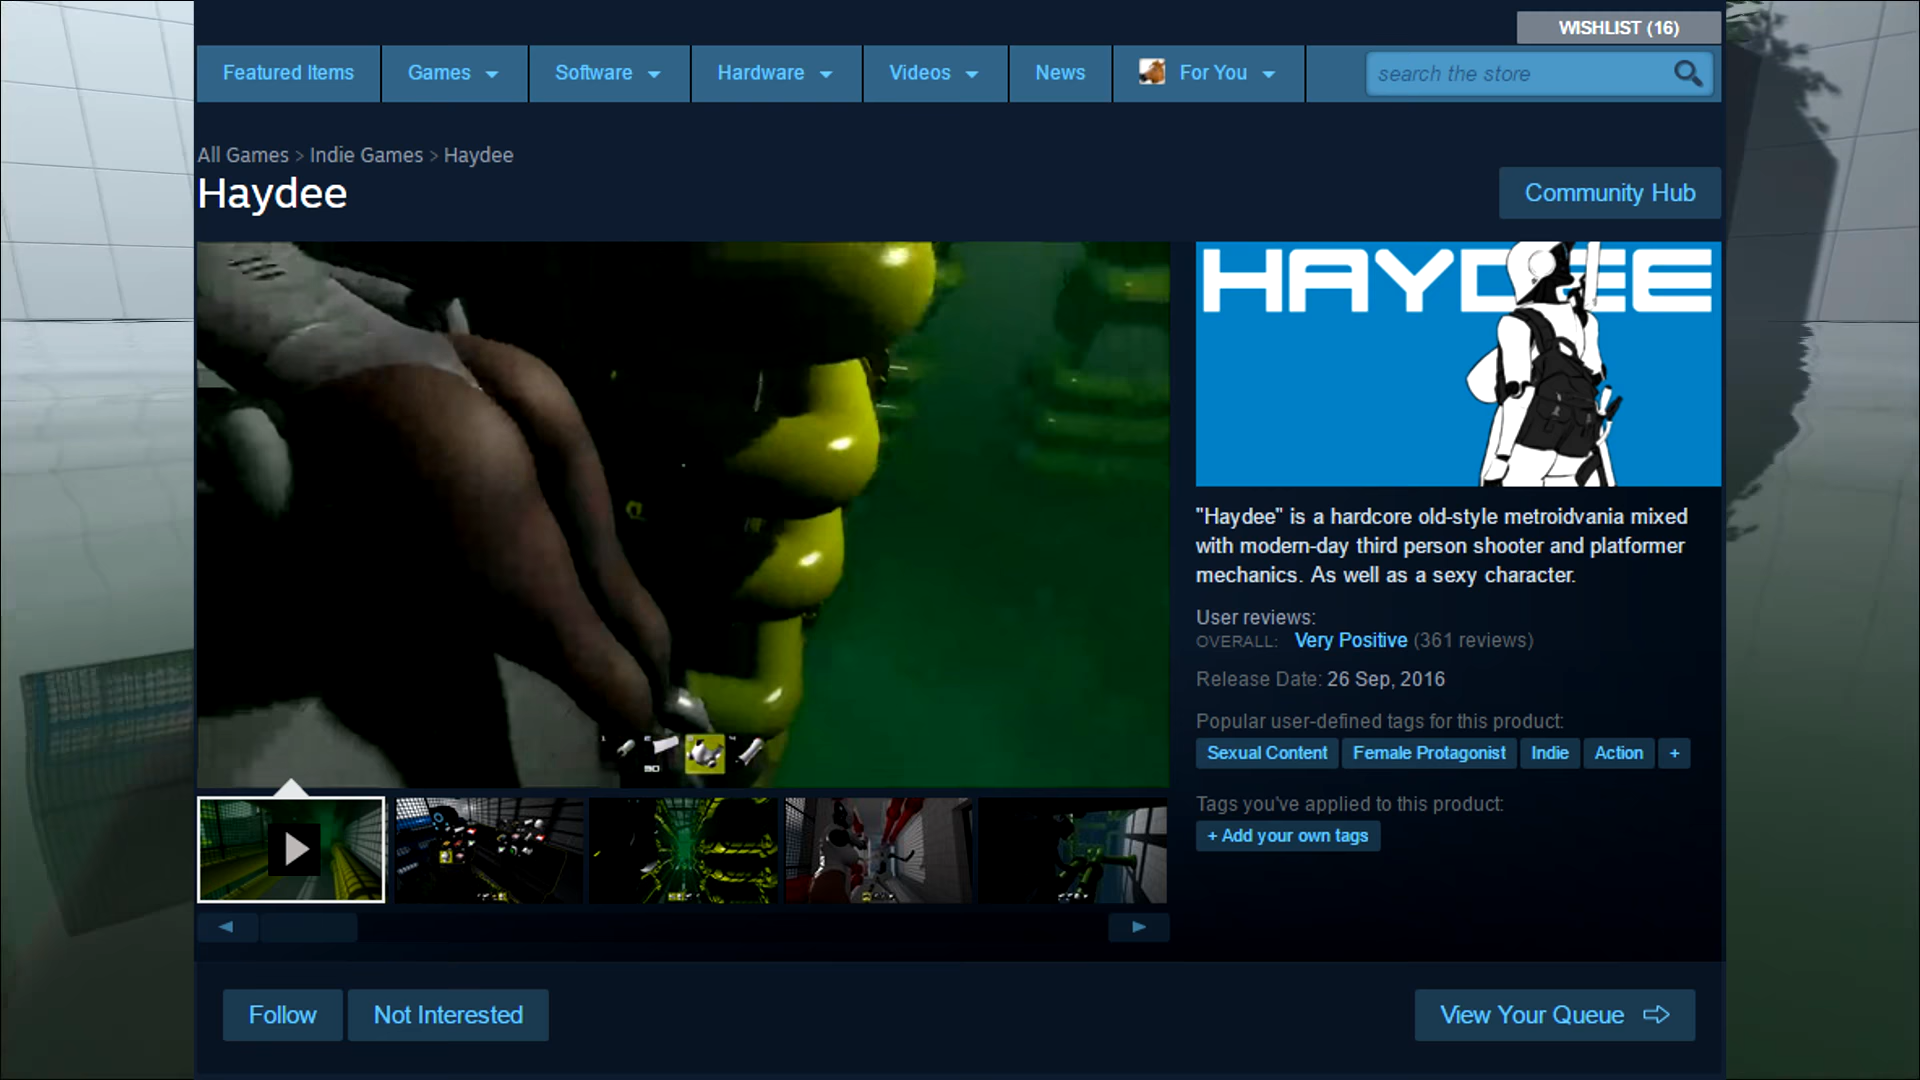 WISHLIST (16)
Featured Items
Games
Software
Hardware
Videos
News
For You
search the store
All Games > Indie Games > Haydee
Haydee
Community Hub
HAYDEE
"Haydee" is a hardcore old-style metroidvania mixed
with modern-day third person shooter and platformer
mechanics. As well as a sexy character.
User reviews:
OVERALL: Very Positive (361 reviews)
Release Date: 26 Sep, 2016
Popular user-defined tags for this product:
Sexual Content
Female Protagonist
Indie
Action
+
Tags you've applied to this product:
+ Add your own tags
Follow
Not Interested
View Your Queue